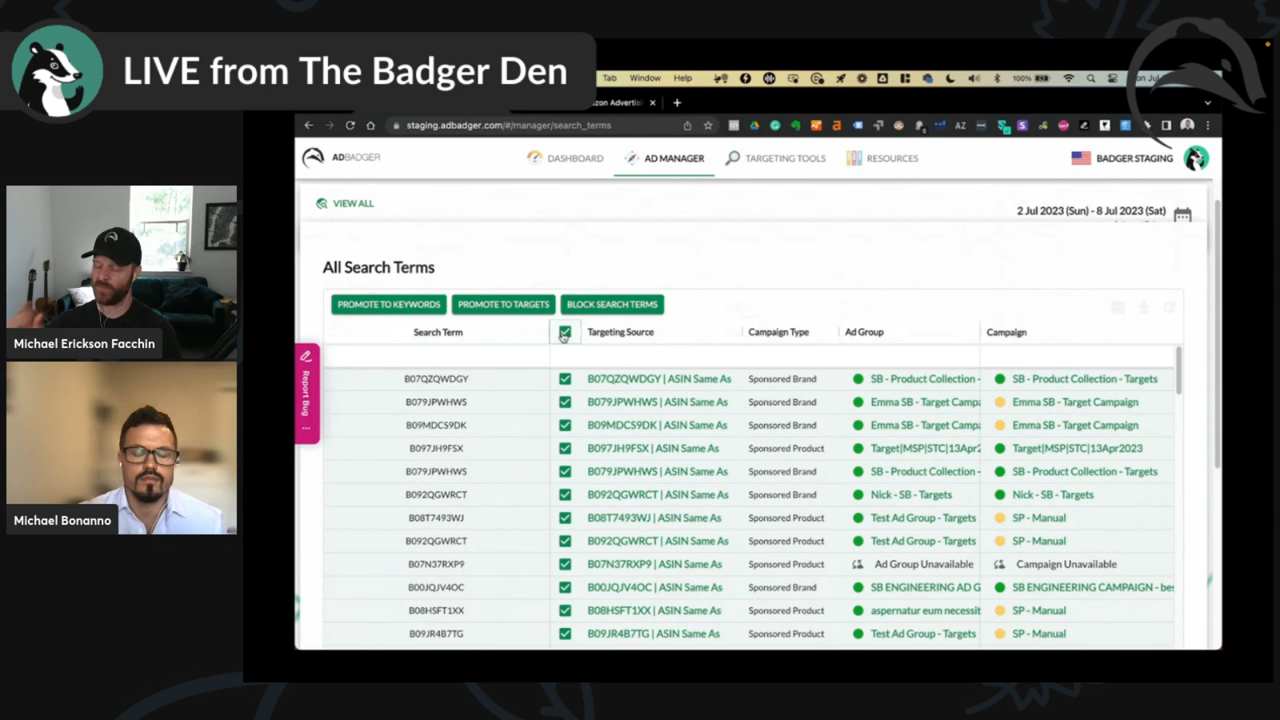 LIVE from The Badger Den
Tab Window Help 100%
staging.adbadger.com/#/manager/search_terms
ADBADGER DASHBOARD AD MANAGER TARGETING TOOLS RESOURCES BADGER STAGING
VIEW ALL
2 Jul 2023 (Sun) - 8 Jul 2023 (Sat)
All Search Terms
PROMOTE TO KEYWORDS PROMOTE TO TARGETS BLOCK SEARCH TERMS
Search Term Targeting Source Campaign Type Ad Group Campaign
B07QZQWDGY B07QZQWDGY | ASIN Same As Sponsored Brand SB - Product Collection - SB - Product Collection - Targets
B079JPWHWS B079JPWHWS | ASIN Same As Sponsored Brand Emma SB - Target Campa Emma SB - Target Campaign
B09MDCS9DK B09MDCS9DK | ASIN Same As Sponsored Brand Emma SB - Target Campa Emma SB - Target Campaign
B097JH9FSX B097JH9FSX | ASIN Same As Sponsored Product Target|MSP|STC|13Apr2 Target|MSP|STC|13Apr2023
B079JPWHWS B079JPWHWS | ASIN Same As Sponsored Brand SB - Product Collection - SB - Product Collection - Targets
B092QGWRCT B092QGWRCT | ASIN Same As Sponsored Brand Nick - SB - Targets Nick - SB - Targets
B08T7493WJ B08T7493WJ | ASIN Same As Sponsored Product Test Ad Group - Targets SP - Manual
B092QGWRCT B092QGWRCT | ASIN Same As Sponsored Product Test Ad Group - Targets SP - Manual
B07N37RXP9 B07N37RXP9 | ASIN Same As Sponsored Product Ad Group Unavailable Campaign Unavailable
B00JQJV4OC B00JQJV4OC | ASIN Same As Sponsored Brand SB ENGINEERING AD G SB ENGINEERING CAMPAIGN - bes
B08HSFT1XX B08HSFT1XX | ASIN Same As Sponsored Product aspernatur eum necessit SP - Manual
B09JR4B7TG B09JR4B7TG | ASIN Same As Sponsored Product Test Ad Group - Targets SP - Manual
Report Bug
Michael Erickson Facchin
Michael Bonanno